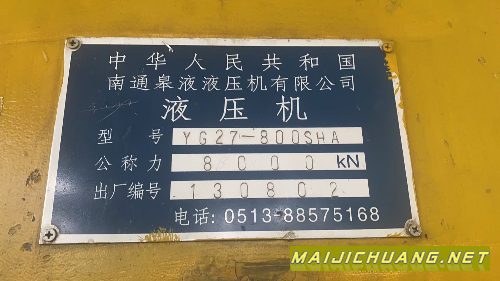 中华人民共和国
南通皋液液压机有限公司
液压机
型号 YG27-800SHA
公称力 8000 kN
出厂编号 130802
电话: 0513-88575168
MAIJICHUANG.NET